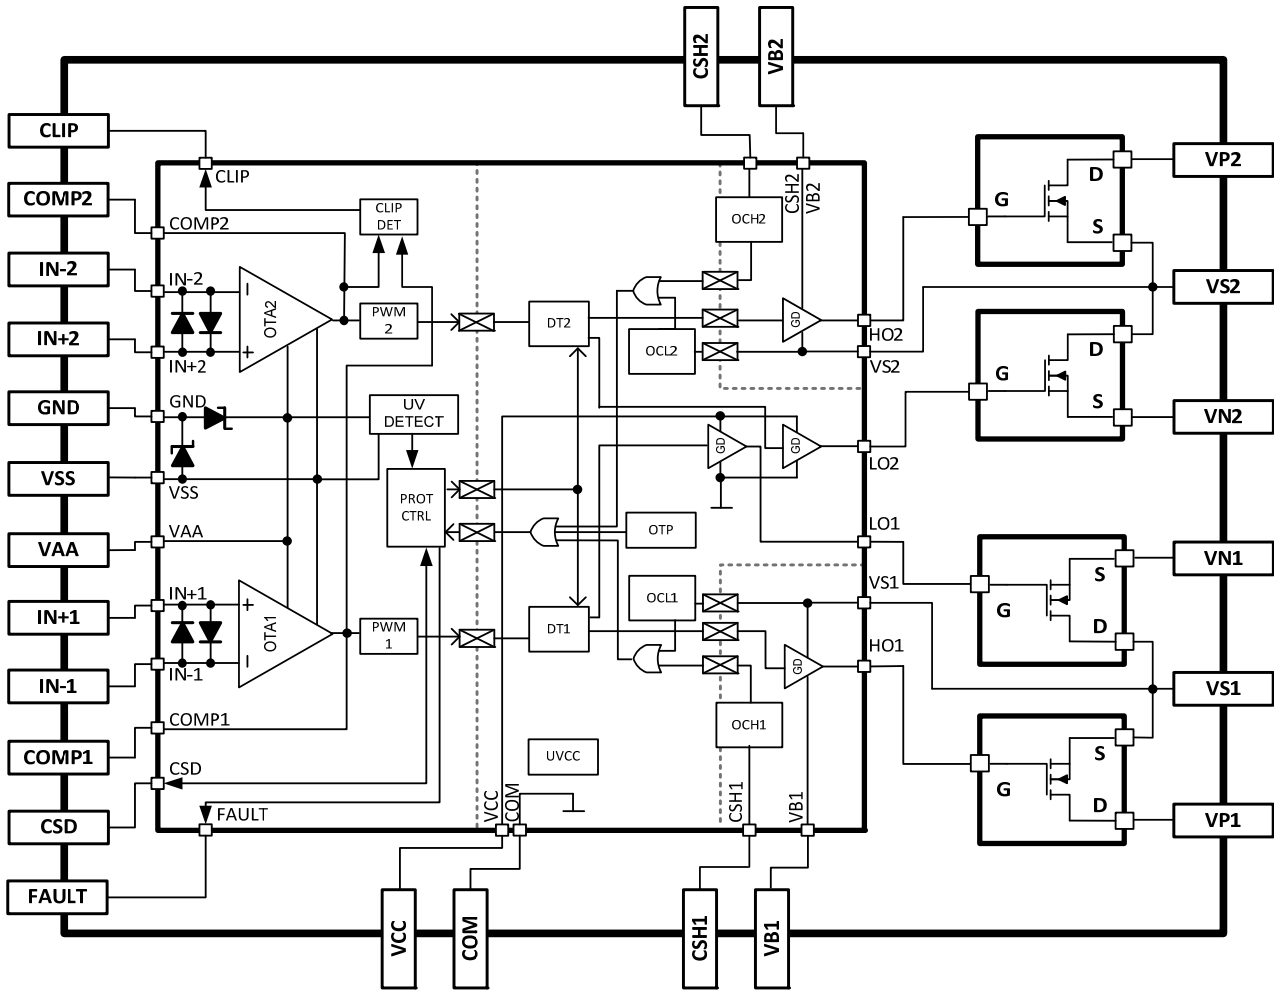 CSH2
VB2
CLIP
COMP2
IN-2
IN+2
GND
VSS
VAA
IN+1
IN-1
COMP1
CSD
FAULT
CLIP
COMP2
IN-2
IN+2
GND
VSS
VAA
IN+1
IN-1
COMP1
CSD
FAULT
OTA2
OTA1
CLIP
DET
PWM
2
UV
DETECT
PROT
CTRL
PWM
1
DT2
DT1
OCH2
OCL2
OTP
OCL1
OCH1
UVCC
GD
GD
GD
GD
CSH2
VB2
VCC
COM
CSH1
VB1
HO2
VS2
LO2
LO1
VS1
HO1
G
D
S
G
D
S
G
S
D
G
S
D
VP2
VS2
VN2
VN1
VS1
VP1
VCC
COM
CSH1
VB1